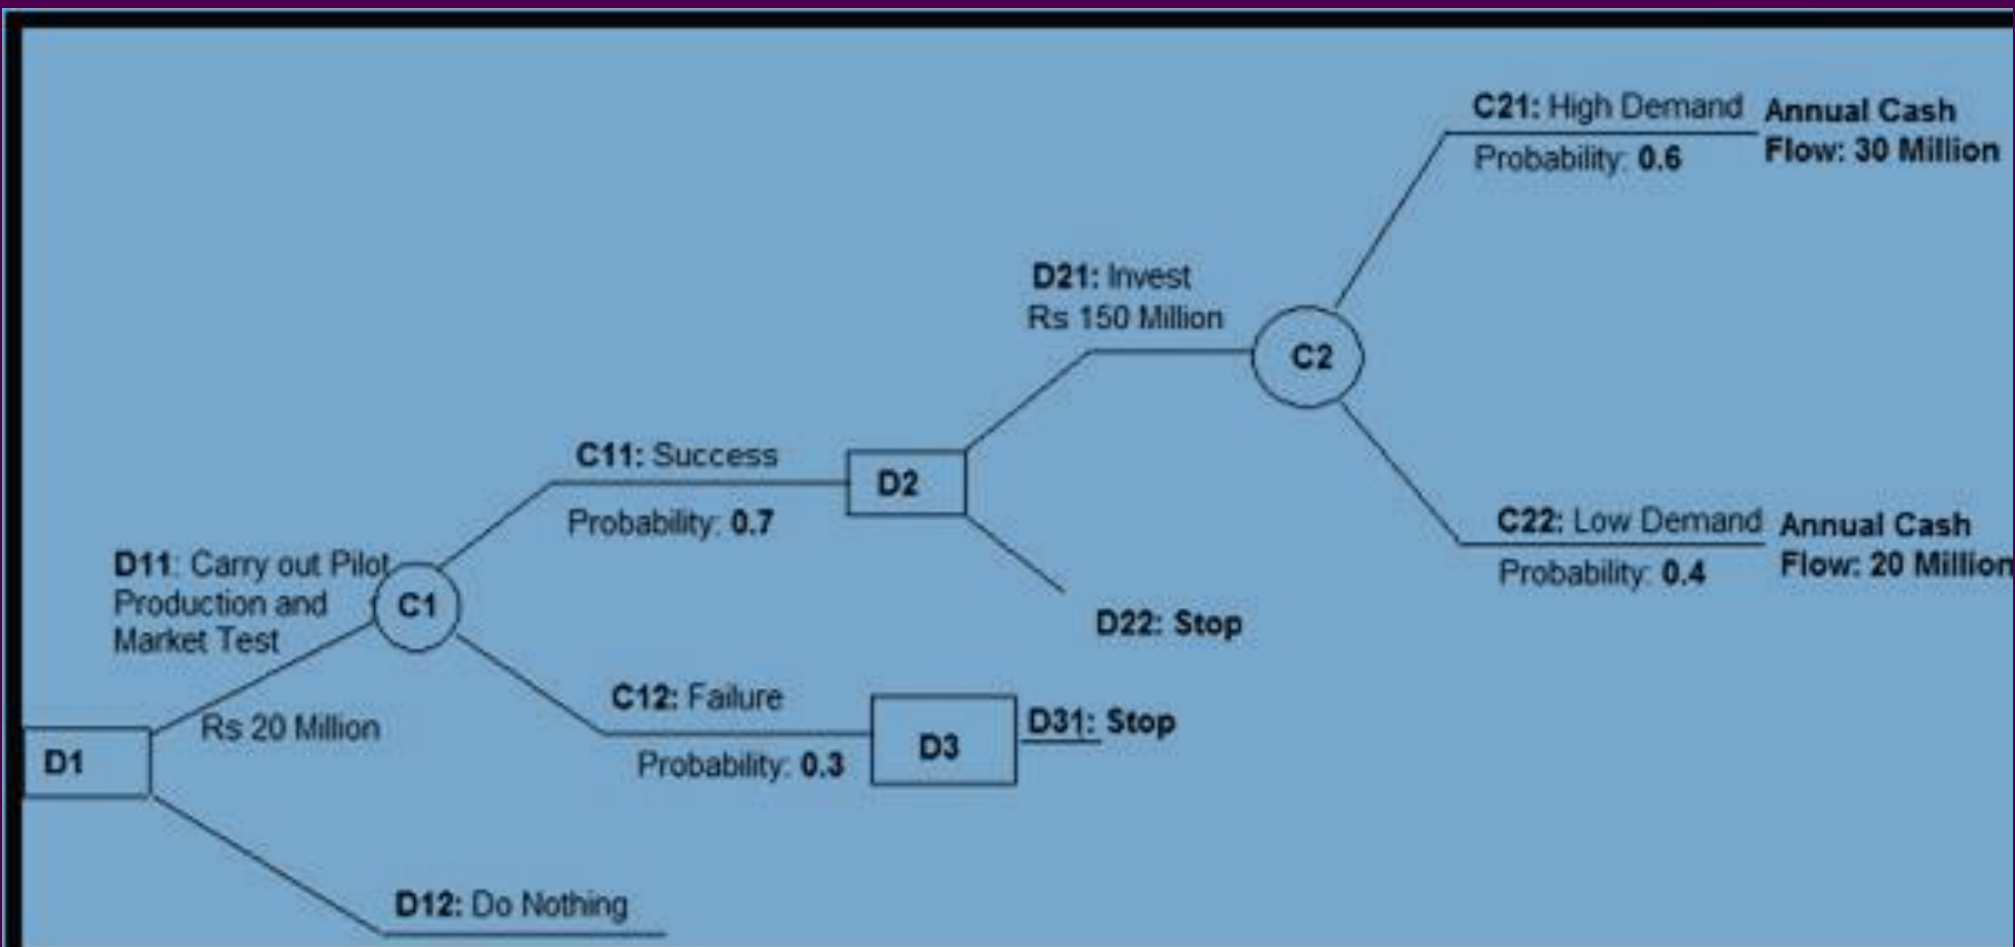 C21: High Demand
Probability: 0.6
Annual Cash
Flow: 30 Million
D21: Invest
Rs 150 Million
C2
C11: Success
Probability: 0.7
D2
C22: Low Demand
Probability: 0.4
Annual Cash
Flow: 20 Million
D11: Carry out Pilot
Production and
Market Test
C1
D22: Stop
C12: Failure
Probability: 0.3
D3
D31: Stop
Rs 20 Million
D1
D12: Do Nothing